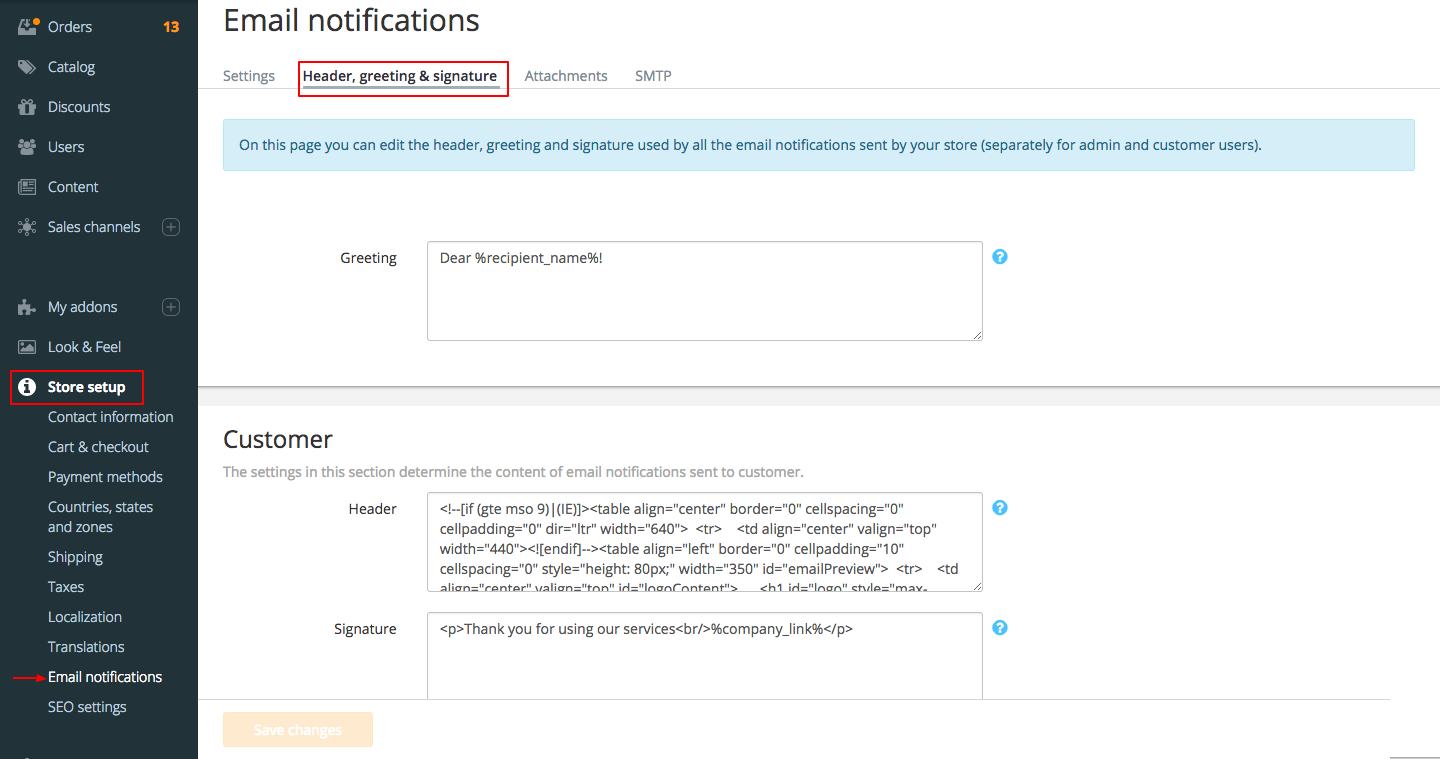 Orders 13
Catalog
Discounts
Users
Content
Sales channels
My addons
Look & Feel
Store setup
Contact information
Cart & checkout
Payment methods
Countries, states
and zones
Shipping
Taxes
Localization
Translations
Email notifications
SEO settings
Email notifications
Settings Header, greeting & signature Attachments SMTP
On this page you can edit the header, greeting and signature used by all the email notifications sent by your store (separately for admin and customer users).
Greeting
Dear %recipient_name%!
?
Customer
The settings in this section determine the content of email notifications sent to customer.
Header
<!--[if (gte mso 9)|(IE)]><table align="center" border="0" cellspacing="0"
cellpadding="0" dir="ltr" width="640"> <tr> <td align="center" valign="top"
width="440"><![endif]--><table align="left" border="0" cellpadding="10"
cellspacing="0" style="height: 80px;" width="350" id="emailPreview"> <tr> <td
align="center" valign="top" id="logoContent"> <h1 id="logo" style="max-
?
Signature
<p>Thank you for using our services<br/>%company_link%</p>
?
Save changes